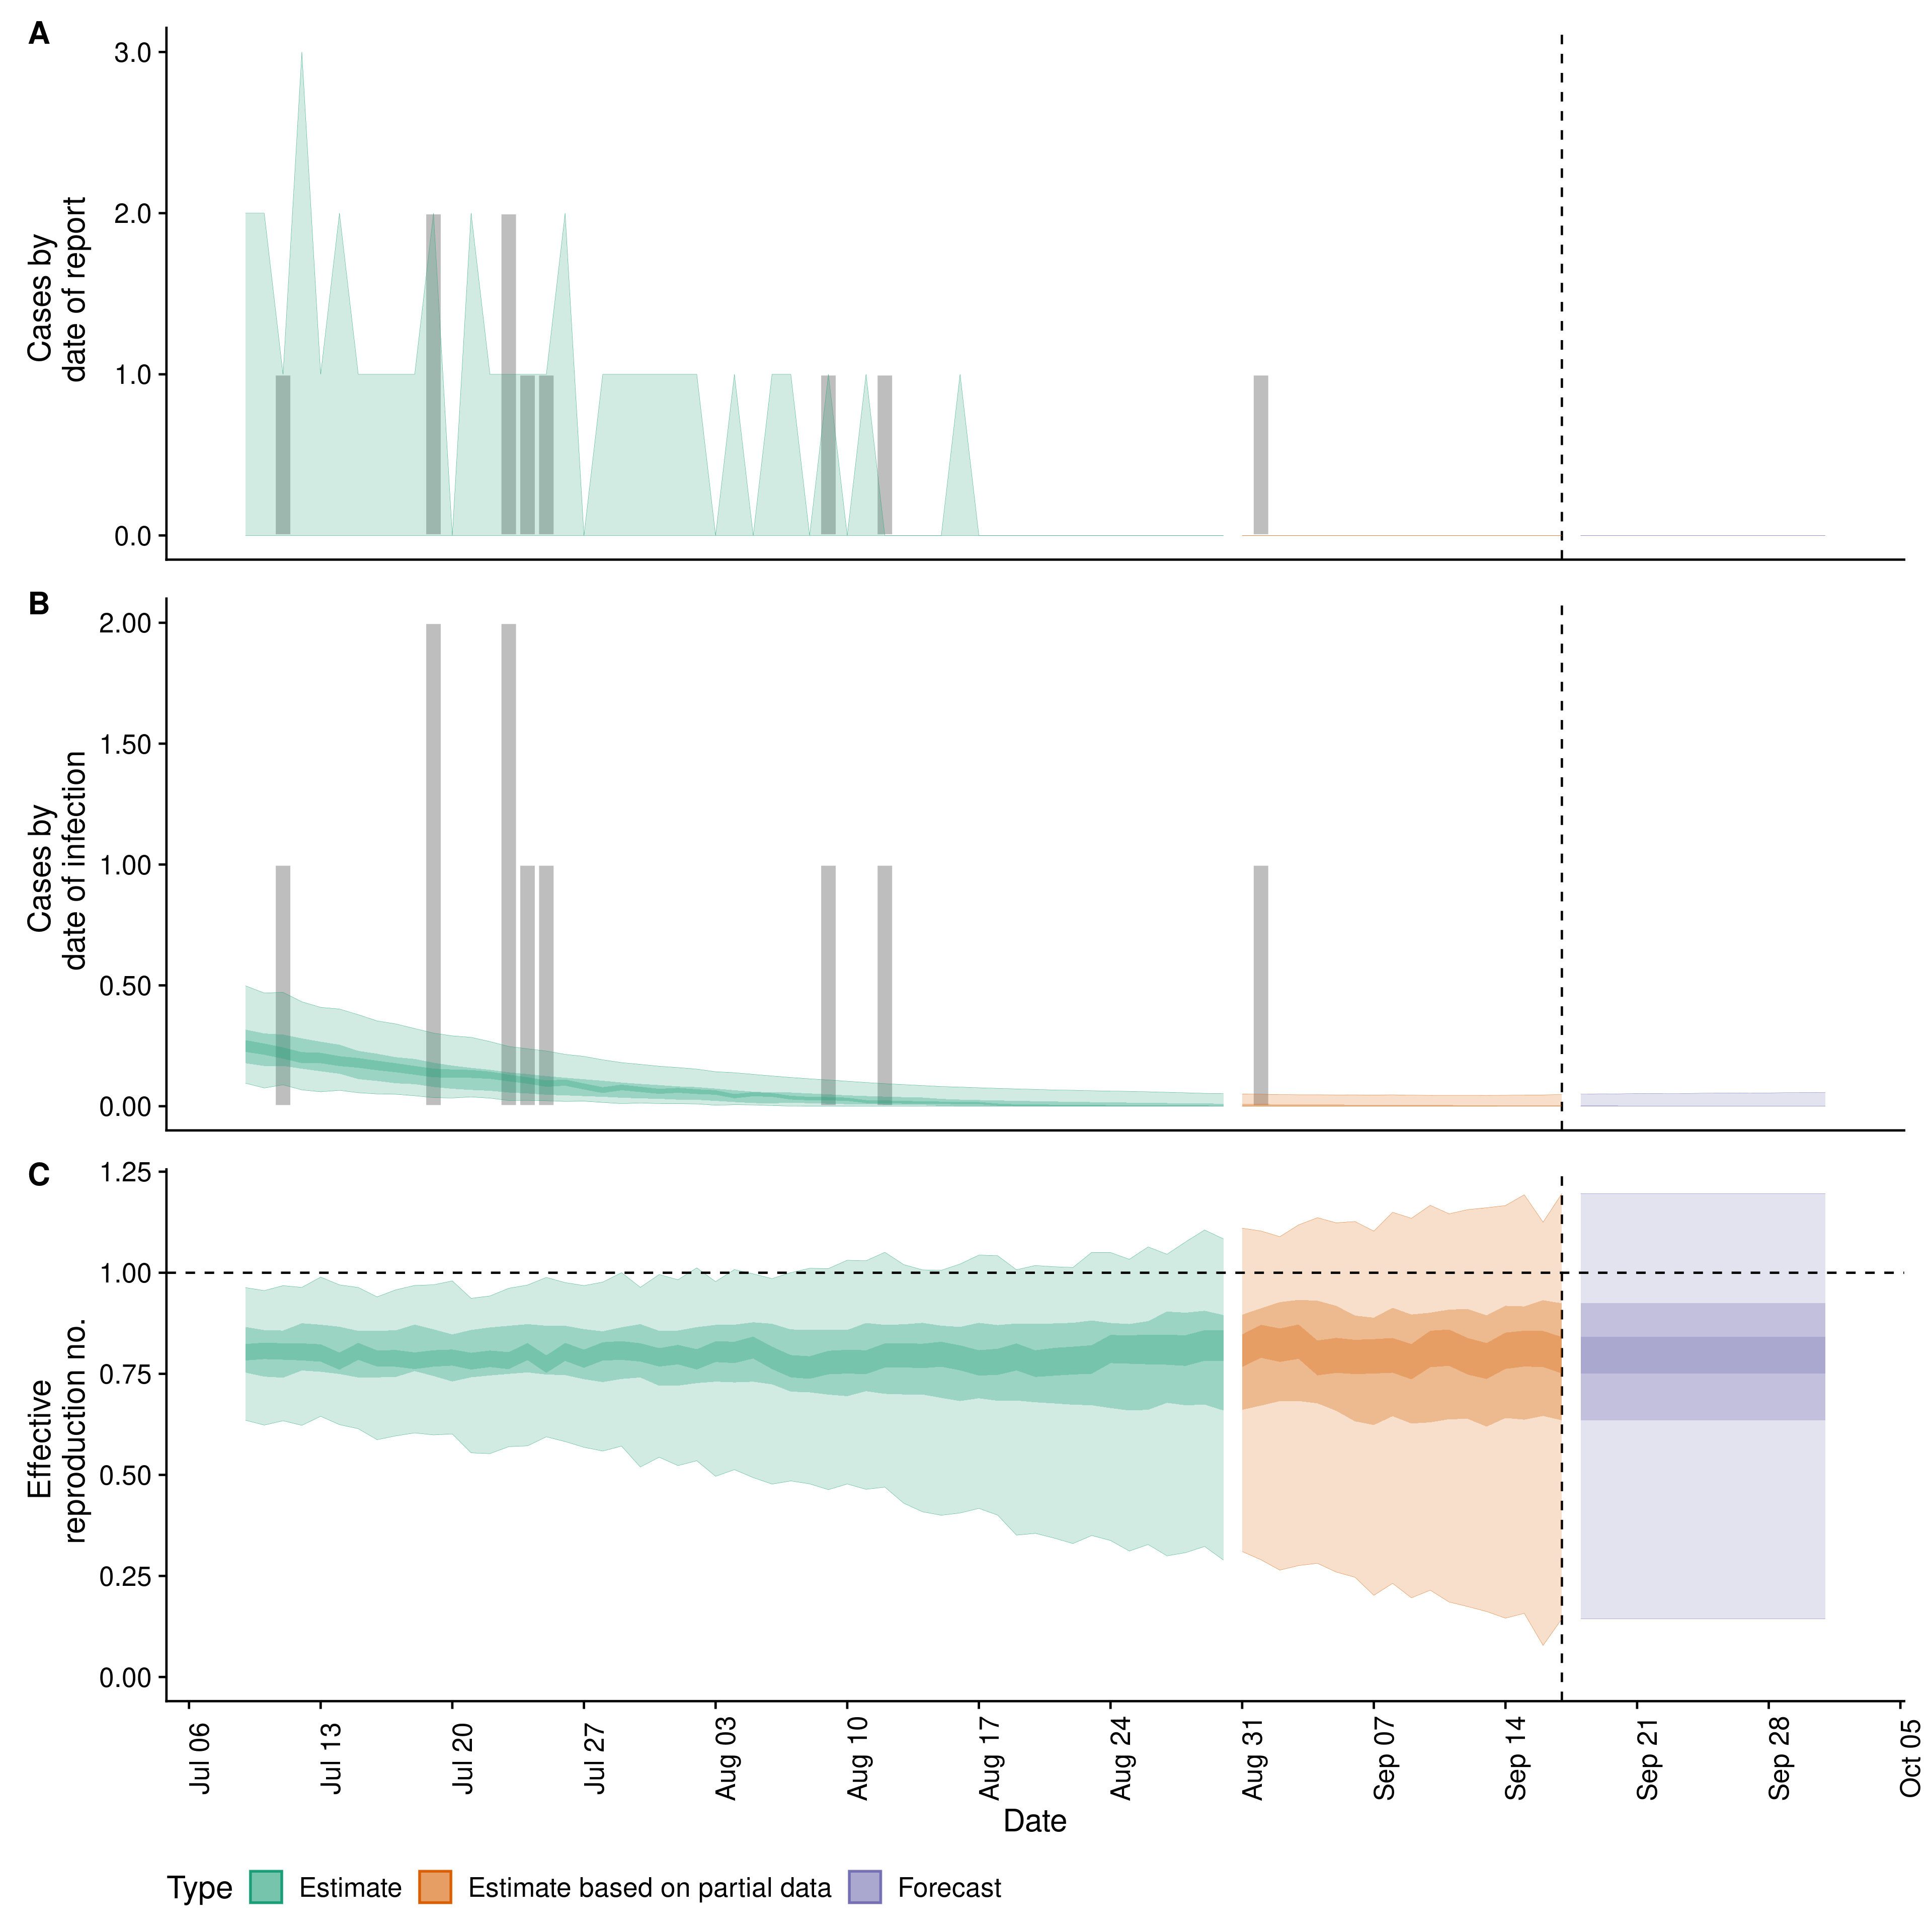 A
Cases by
date of report
3.0
2.0
1.0
0.0
B
Cases by
date of infection
2.00
1.50
1.00
0.50
0.00
C
Effective
reproduction no.
1.25
1.00
0.75
0.50
0.25
0.00
Jul 06
Jul 13
Jul 20
Jul 27
Aug 03
Aug 10
Aug 17
Aug 24
Aug 31
Sep 07
Sep 14
Sep 21
Sep 28
Oct 05
Date
Type Estimate Estimate based on partial data Forecast